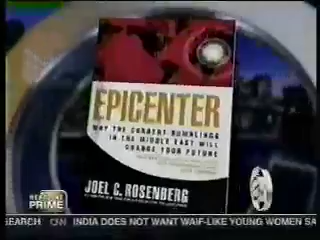 EPICENTER
WHY THE CURRENT RUMBLINGS
IN THE MIDDLE EAST WILL
CHANGE YOUR FUTURE
JOEL C. ROSENBERG
PRIME
SEARCH CNN INDIA DOES NOT WANT WAIF-LIKE YOUNG WOMEN SA